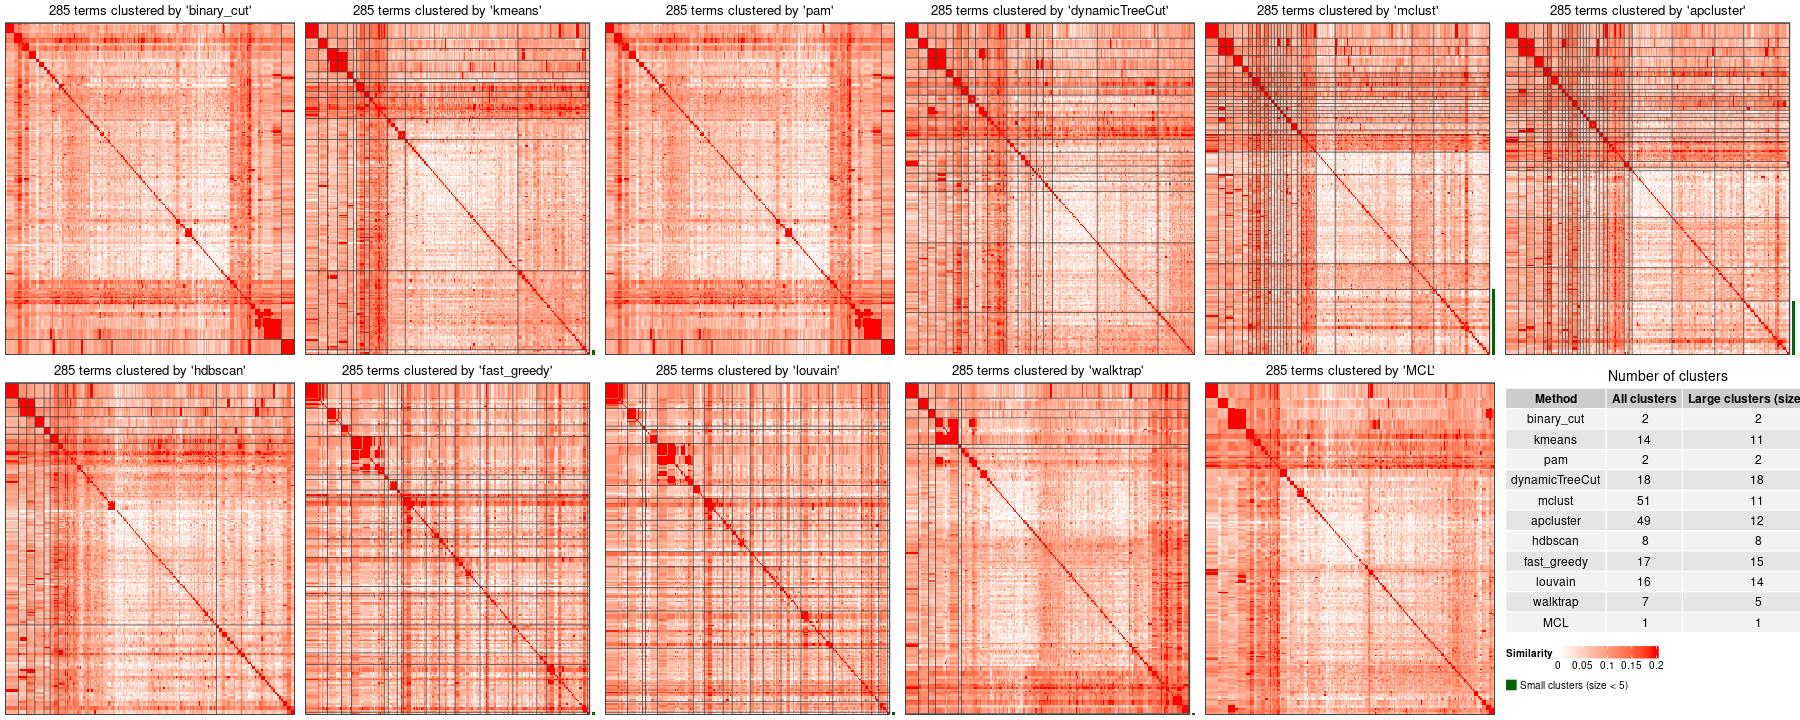 285 terms clustered by 'binary_cut'
285 terms clustered by 'kmeans'
285 terms clustered by 'pam'
285 terms clustered by 'dynamicTreeCut'
285 terms clustered by 'mclust'
285 terms clustered by 'apcluster'
285 terms clustered by 'hdbscan'
285 terms clustered by 'fast_greedy'
285 terms clustered by 'louvain'
285 terms clustered by 'walktrap'
285 terms clustered by 'MCL'
Number of clusters
Method All clusters Large clusters (size
binary_cut 2 2
kmeans 14 11
pam 2 2
dynamicTreeCut 18 18
mclust 51 11
apcluster 49 12
hdbscan 8 8
fast_greedy 17 15
louvain 16 14
walktrap 7 5
MCL 1 1
Similarity
0 0.05 0.1 0.15 0.2
Small clusters (size < 5)